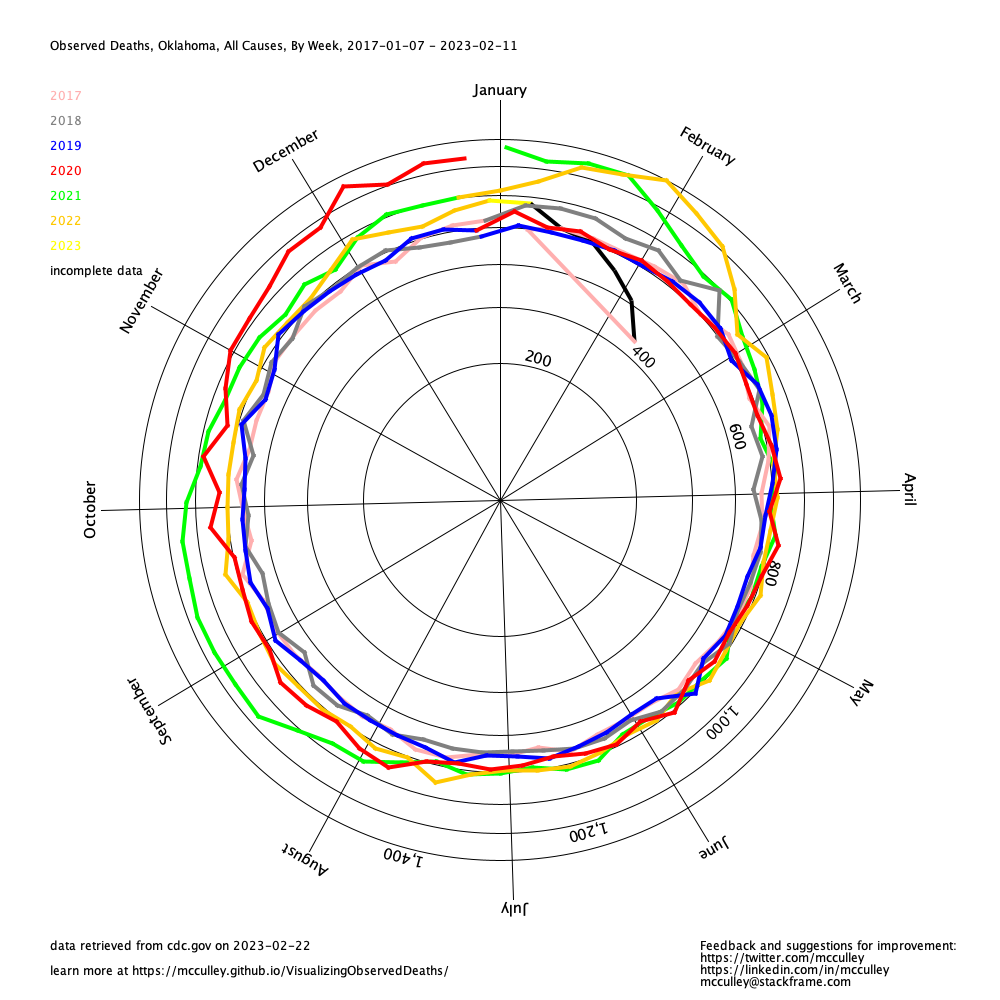 Observed Deaths, Oklahoma, All Causes, By Week, 2017-01-07 - 2023-02-11
January
2017
2018
2019
2020
2021
2022
2023
incomplete data
December
February
November
March
200
400
600
October
April
800
September
May
1,000
1,200
1,400
August
June
July
data retrieved from cdc.gov on 2023-02-22
learn more at https://mcculley.github.io/VisualizingObservedDeaths/
Feedback and suggestions for improvement:
https://twitter.com/mcculley
https://linkedin.com/in/mcculley
mcculley@stackframe.com